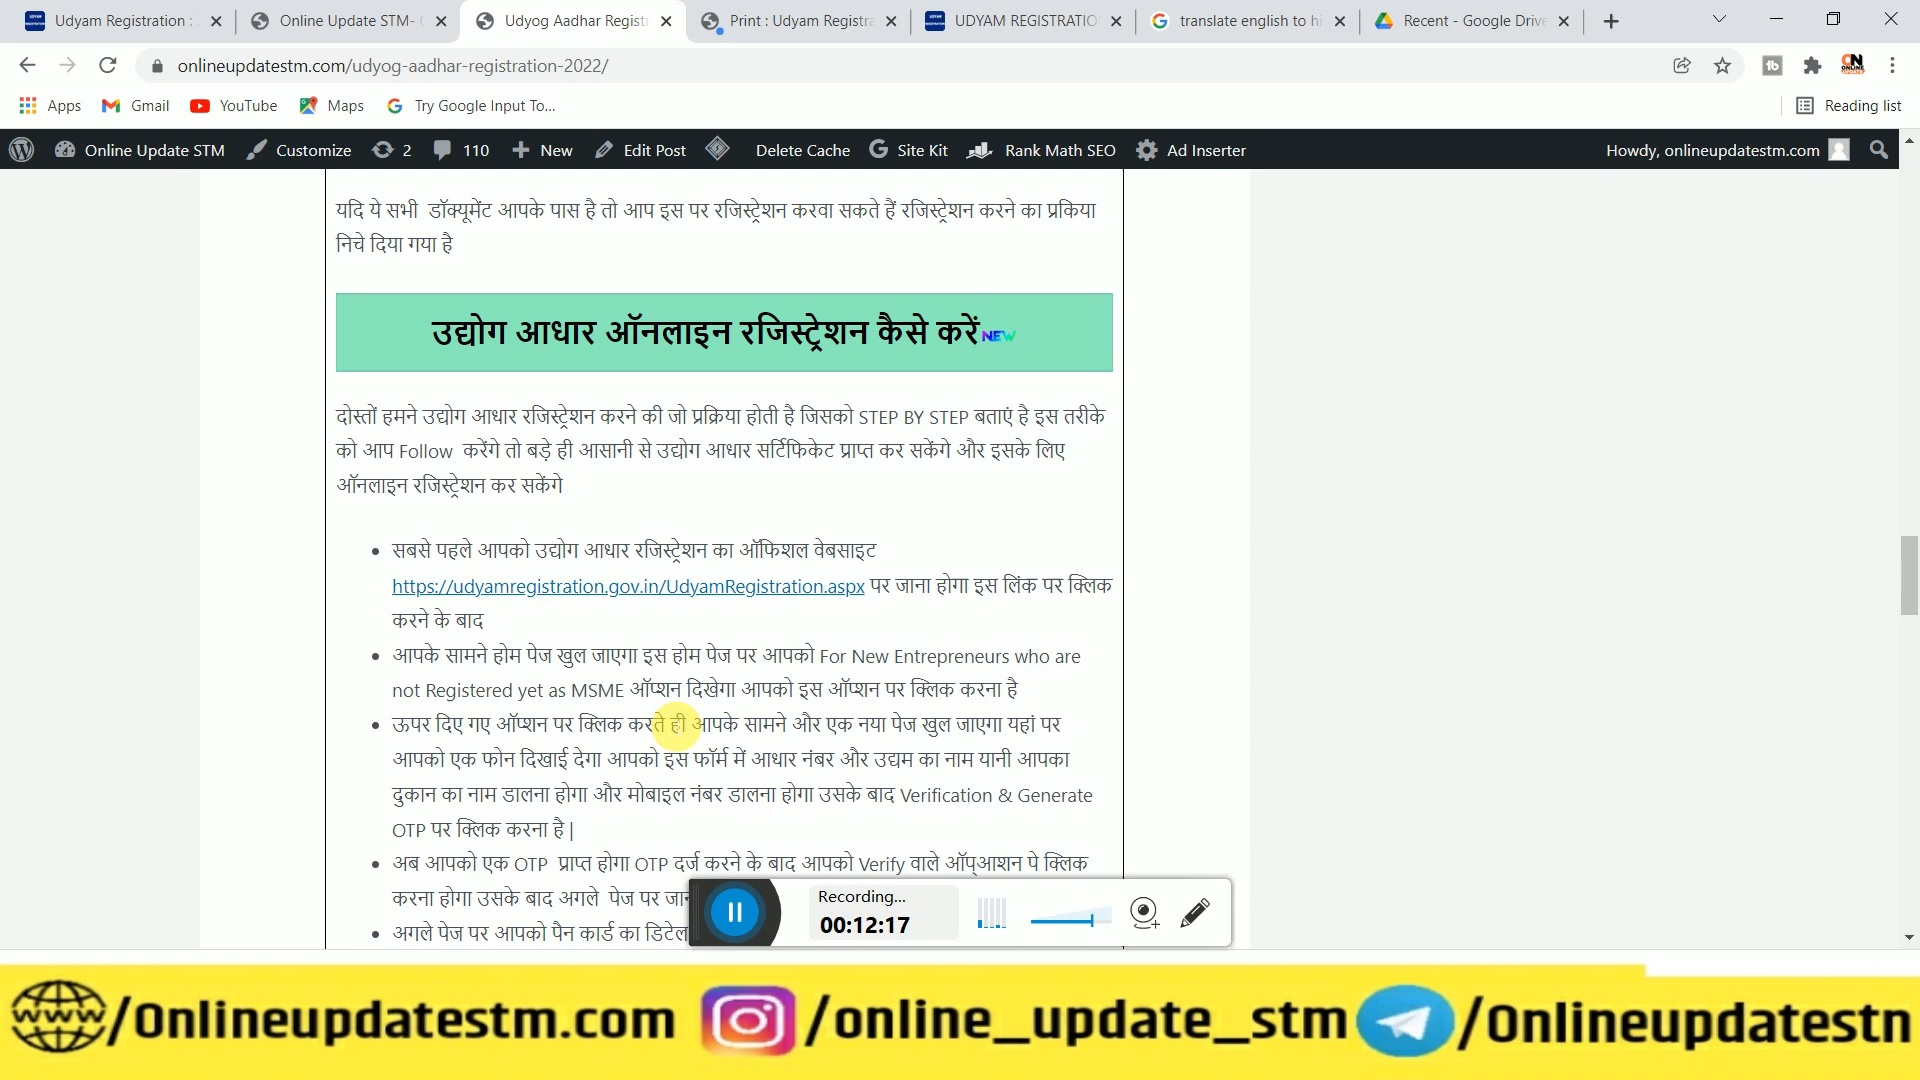 Udyam Registration :
Online Update STM-
Udyog Aadhar Regist
Print : Udyam Registra
UDYAM REGISTRATIO
translate english to hi
Recent - Google Drive
onlineupdatestm.com/udyog-aadhar-registration-2022/
Apps Gmail YouTube Maps Try Google Input To... Reading list
Online Update STM Customize 2 110 New Edit Post Delete Cache Site Kit Rank Math SEO Ad Inserter Howdy, onlineupdatestm.com
यदि ये सभी डॉक्यूमेंट आपके पास है तो आप इस पर रजिस्ट्रेशन करवा सकते हैं रजिस्ट्रेशन करने का प्रकिया
निचे दिया गया है
उद्योग आधार ऑनलाइन रजिस्ट्रेशन कैसे करें NEW
दोस्तों हमने उद्योग आधार रजिस्ट्रेशन करने की जो प्रक्रिया होती है जिसको STEP BY STEP बताएं है इस तरीके
को आप Follow करेंगे तो बड़े ही आसानी से उद्योग आधार सर्टिफिकेट प्राप्त कर सकेंगे और इसके लिए
ऑनलाइन रजिस्ट्रेशन कर सकेंगे
• सबसे पहले आपको उद्योग आधार रजिस्ट्रेशन का ऑफिशल वेबसाइट
https://udyamregistration.gov.in/UdyamRegistration.aspx पर जाना होगा इस लिंक पर क्लिक
करने के बाद
• आपके सामने होम पेज खुल जाएगा इस होम पेज पर आपको For New Entrepreneurs who are
not Registered yet as MSME ऑप्शन दिखेगा आपको इस ऑप्शन पर क्लिक करना है
• ऊपर दिए गए ऑप्शन पर क्लिक करते ही आपके सामने और एक नया पेज खुल जाएगा यहां पर
आपको एक फोन दिखाई देगा आपको इस फॉर्म में आधार नंबर और उद्यम का नाम यानी आपका
दुकान का नाम डालना होगा और मोबाइल नंबर डालना होगा उसके बाद Verification & Generate
OTP पर क्लिक करना है |
• अब आपको एक OTP प्राप्त होगा OTP दर्ज करने के बाद आपको Verify वाले ऑप्आशन पे क्लिक
करना होगा उसके बाद अगले पेज पर
• अगले पेज पर आपको पैन कार्ड का
Recording...
00:12:17
/Onlineupdatestm.com /online_update_stm /Onlineupdatestn